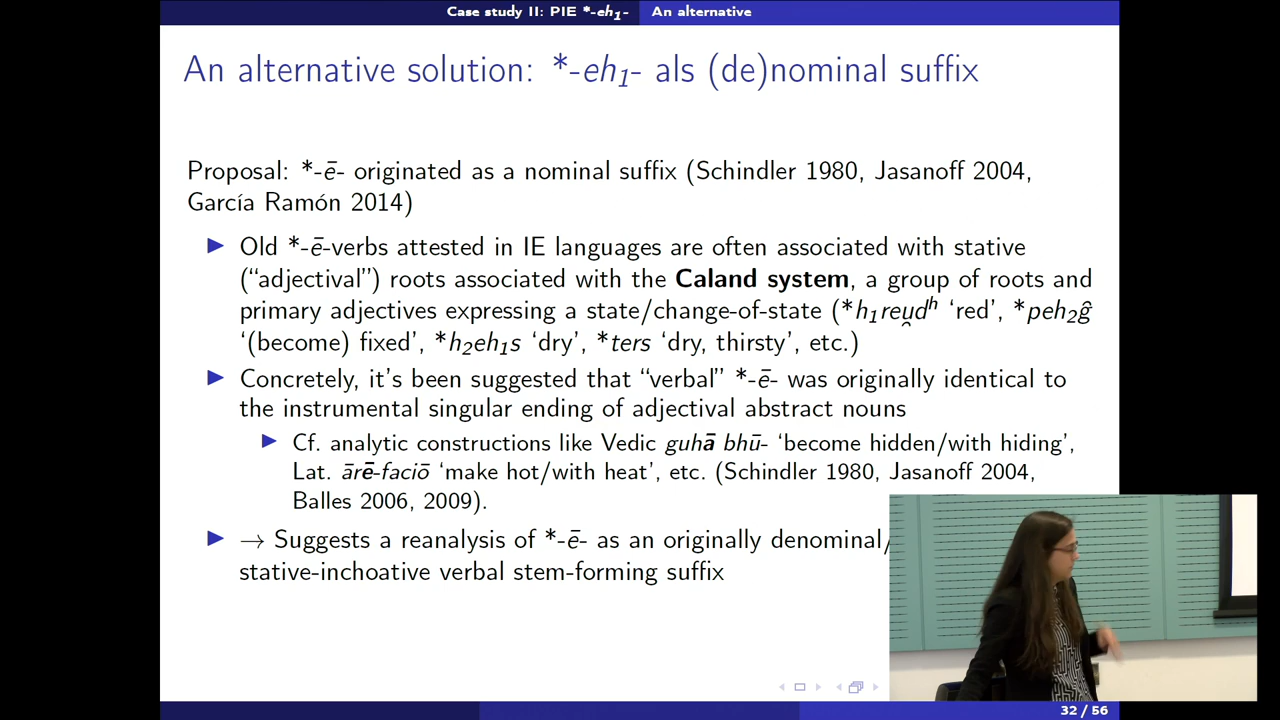 Case study II: PIE *-eh₁- An alternative
An alternative solution: *-eh₁- als (de)nominal suffix
Proposal: *-ē- originated as a nominal suffix (Schindler 1980, Jasanoff 2004,
García Ramón 2014)
▶ Old *-ē-verbs attested in IE languages are often associated with stative
(“adjectival”) roots associated with the Caland system, a group of roots and
primary adjectives expressing a state/change-of-state (*h₁reu̯dʰ ‘red’, *peh₂ĝ
‘(become) fixed’, *h₂eh₁s ‘dry’, *ters ‘dry, thirsty’, etc.)
▶ Concretely, it’s been suggested that “verbal” *-ē- was originally identical to
the instrumental singular ending of adjectival abstract nouns
▶ Cf. analytic constructions like Vedic guhā bhū- ‘become hidden/with hiding’,
Lat. ārē-faciō ‘make hot/with heat’, etc. (Schindler 1980, Jasanoff 2004,
Balles 2006, 2009).
▶ → Suggests a reanalysis of *-ē- as an originally denominal/
stative-inchoative verbal stem-forming suffix
32 / 56